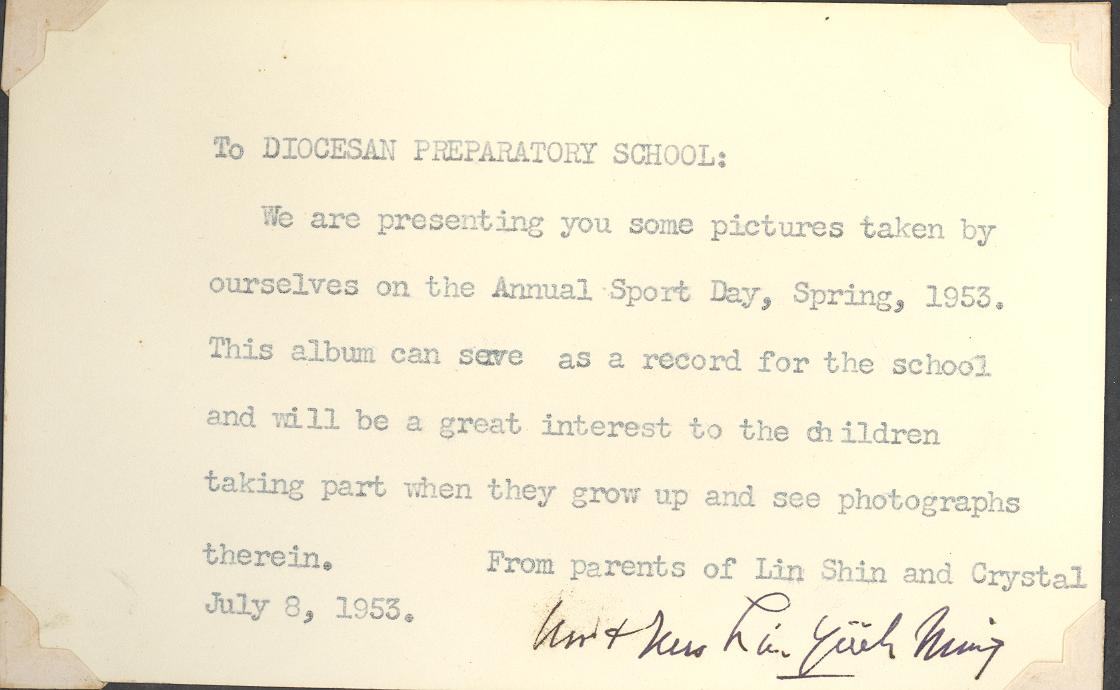 To DIOCESAN PREPARATORY SCHOOL:
We are presenting you some pictures taken by
ourselves on the Annual Sport Day, Spring, 1953.
This album can serve as a record for the school
and will be a great interest to the children
taking part when they grow up and see photographs
therein. From parents of Lin Shin and Crystal
July 8, 1953.
Mr + Mrs Lin Yüeh Ming